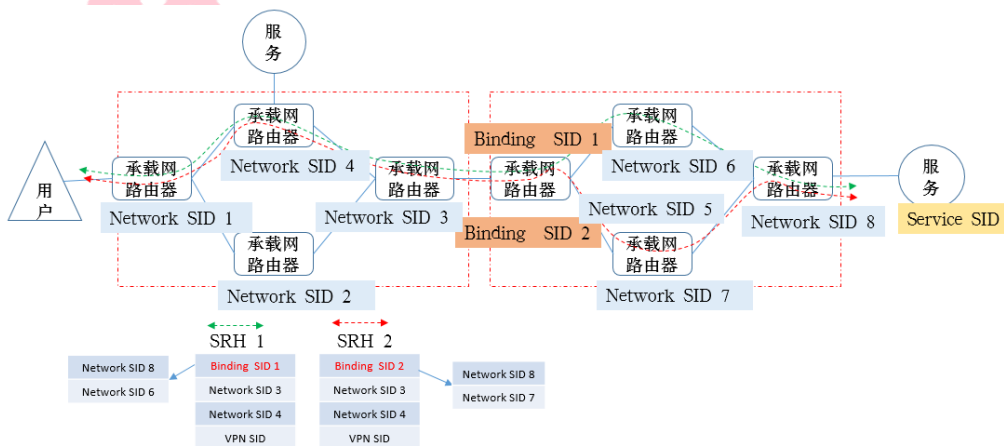 服
务
承载网
路由器
承载网
路由器
Binding SID 1
Network SID 4
Network SID 6
用
户
承载网
路由器
承载网
路由器
承载网
路由器
承载网
路由器
服
务
Network SID 1
Network SID 3
Network SID 5
Network SID 8
Service SID
Binding SID 2
承载网
路由器
承载网
路由器
Network SID 2
Network SID 7
SRH 1
SRH 2
Network SID 8
Network SID 6
Binding SID 1
Network SID 3
Network SID 4
VPN SID
Binding SID 2
Network SID 3
Network SID 4
VPN SID
Network SID 8
Network SID 7